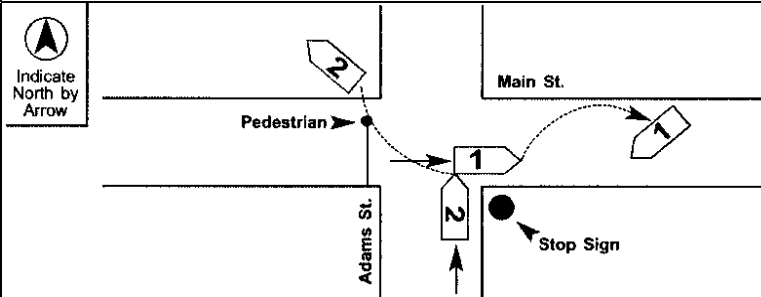 Indicate
North by
Arrow
2
Main St.
Pedestrian
1
1
2
Adams St.
Stop Sign